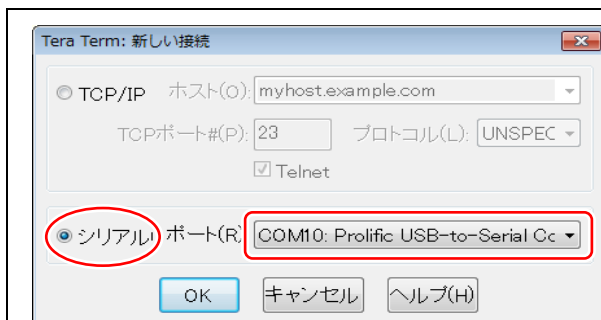 Tera Term: 新しい接続
TCP/IP ホスト(O): myhost.example.com
TCPポート#(P): 23 プロトコル(L): UNSPEC
Telnet
シリアル ポート(R) COM10: Prolific USB-to-Serial Cc
OK キャンセル ヘルプ(H)